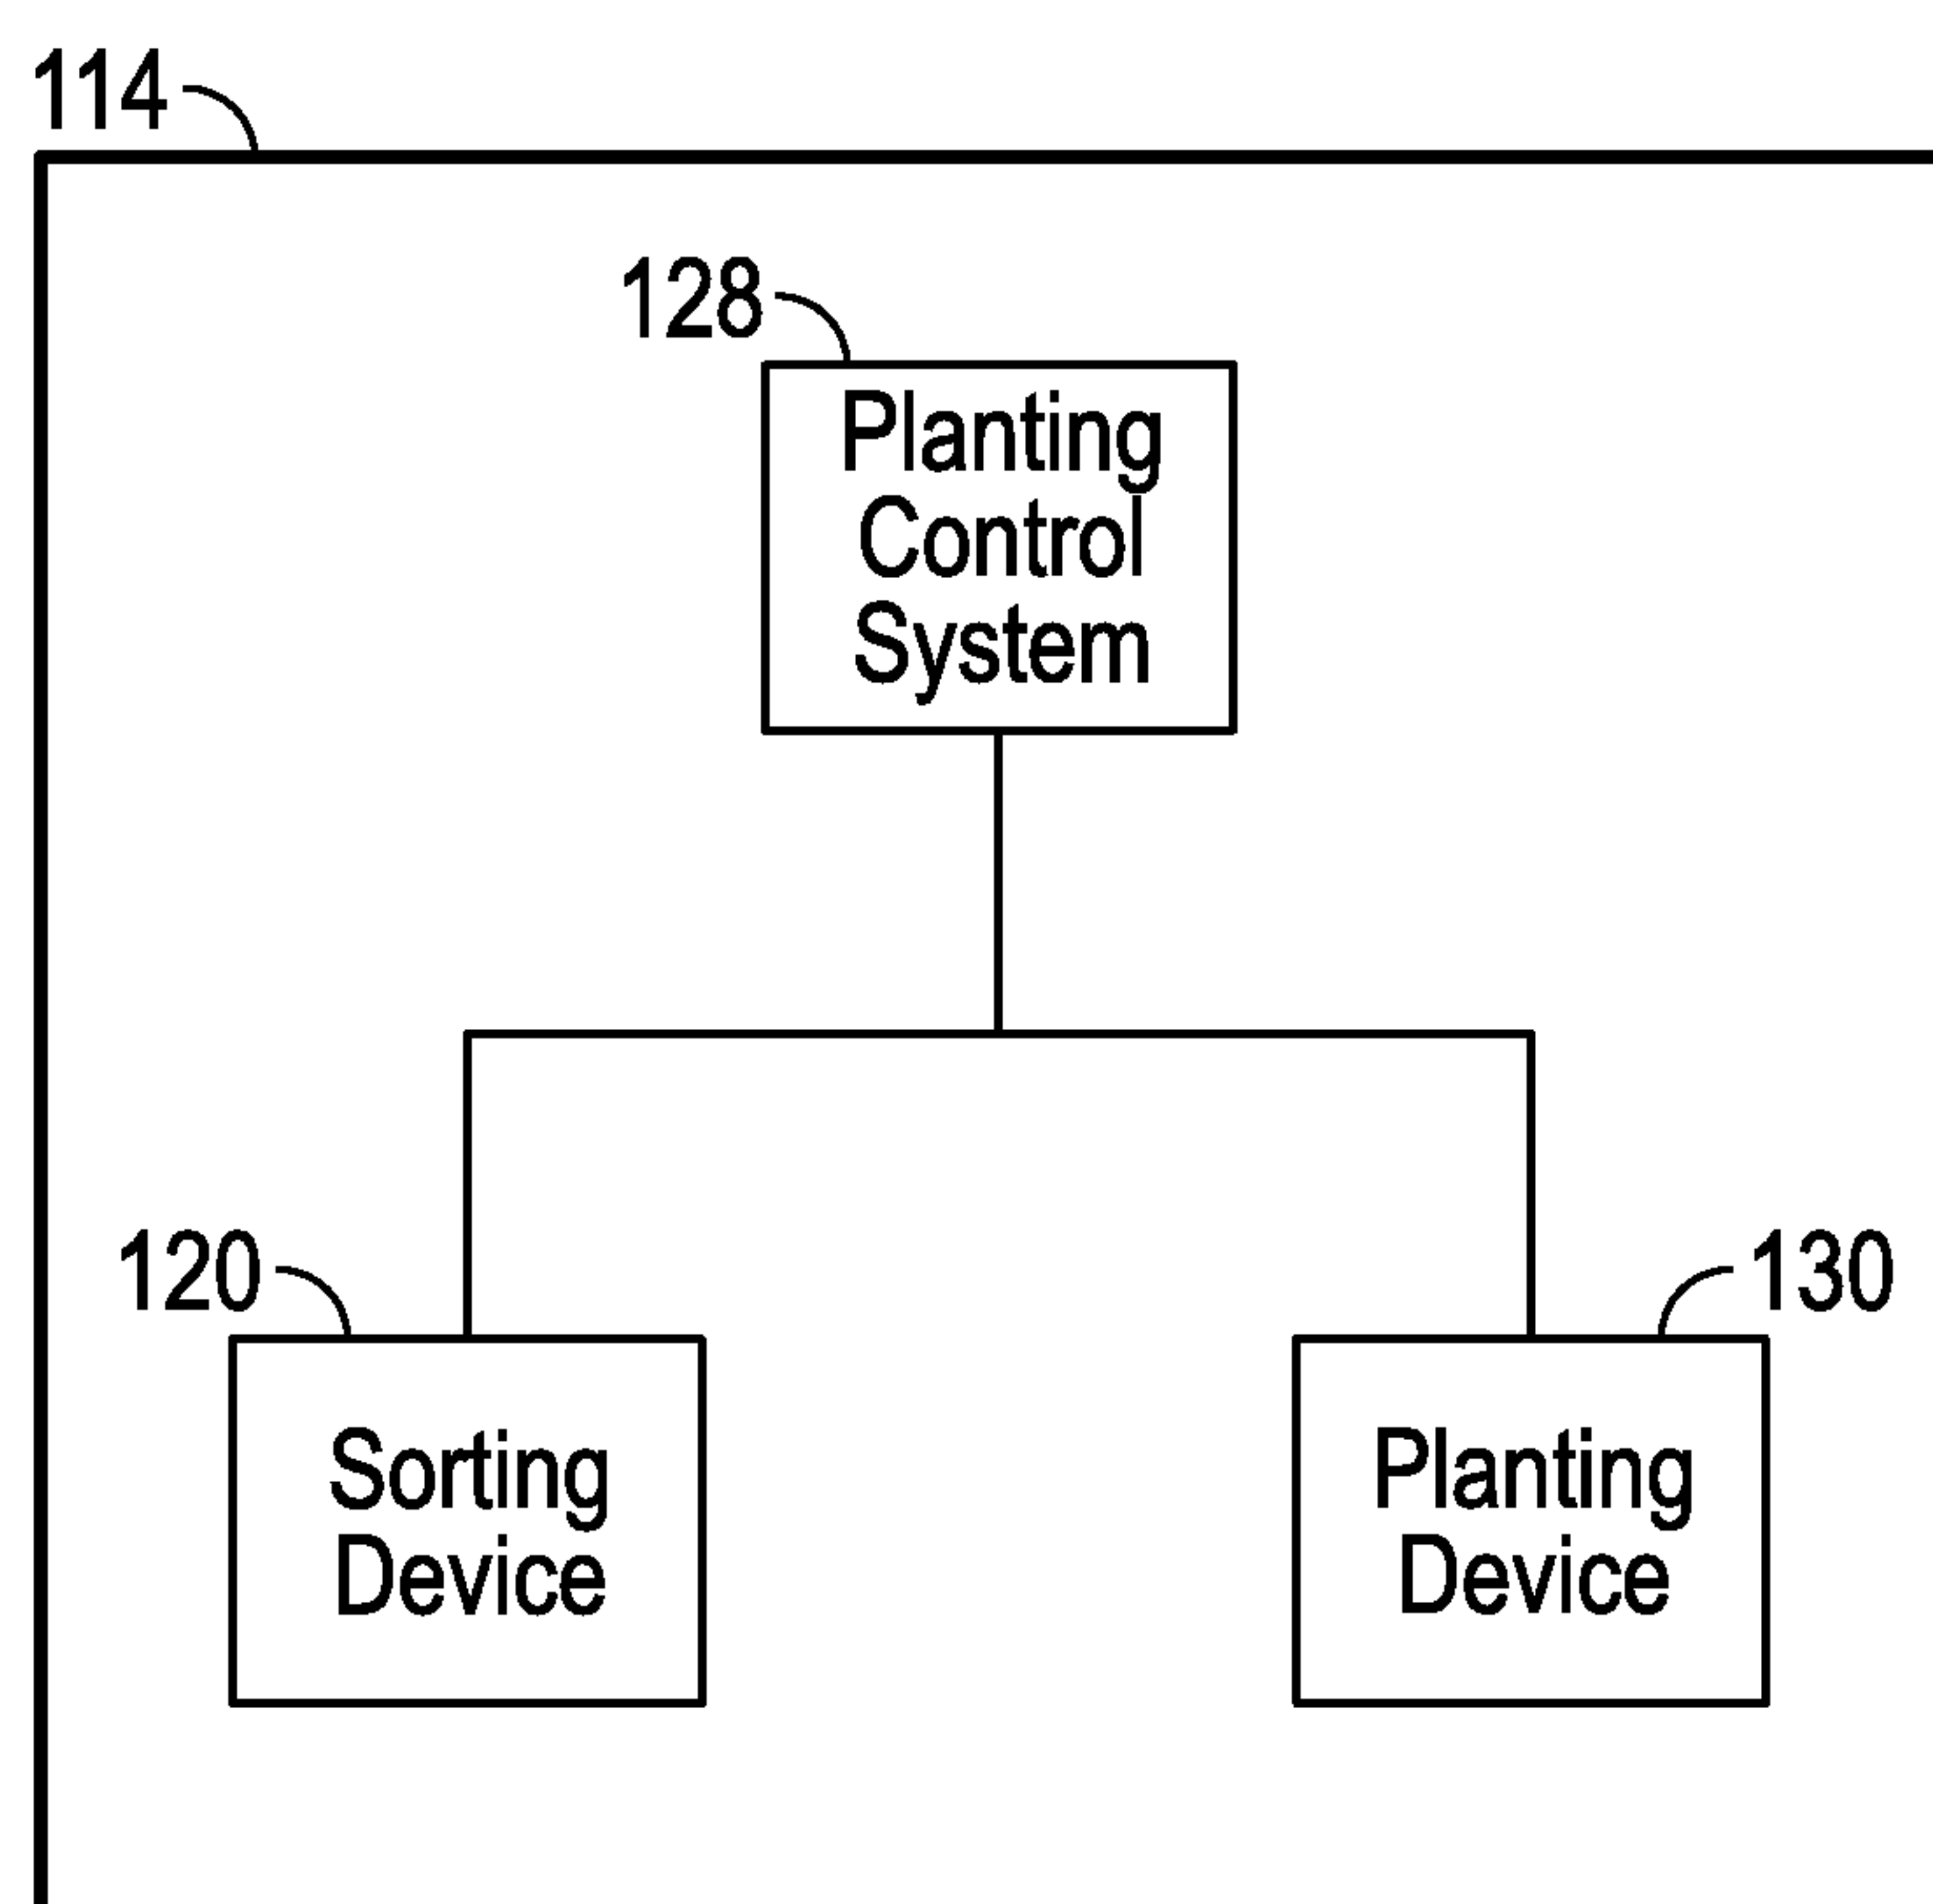 114
128
Planting
Control
System
120
130
Sorting
Device
Planting
Device